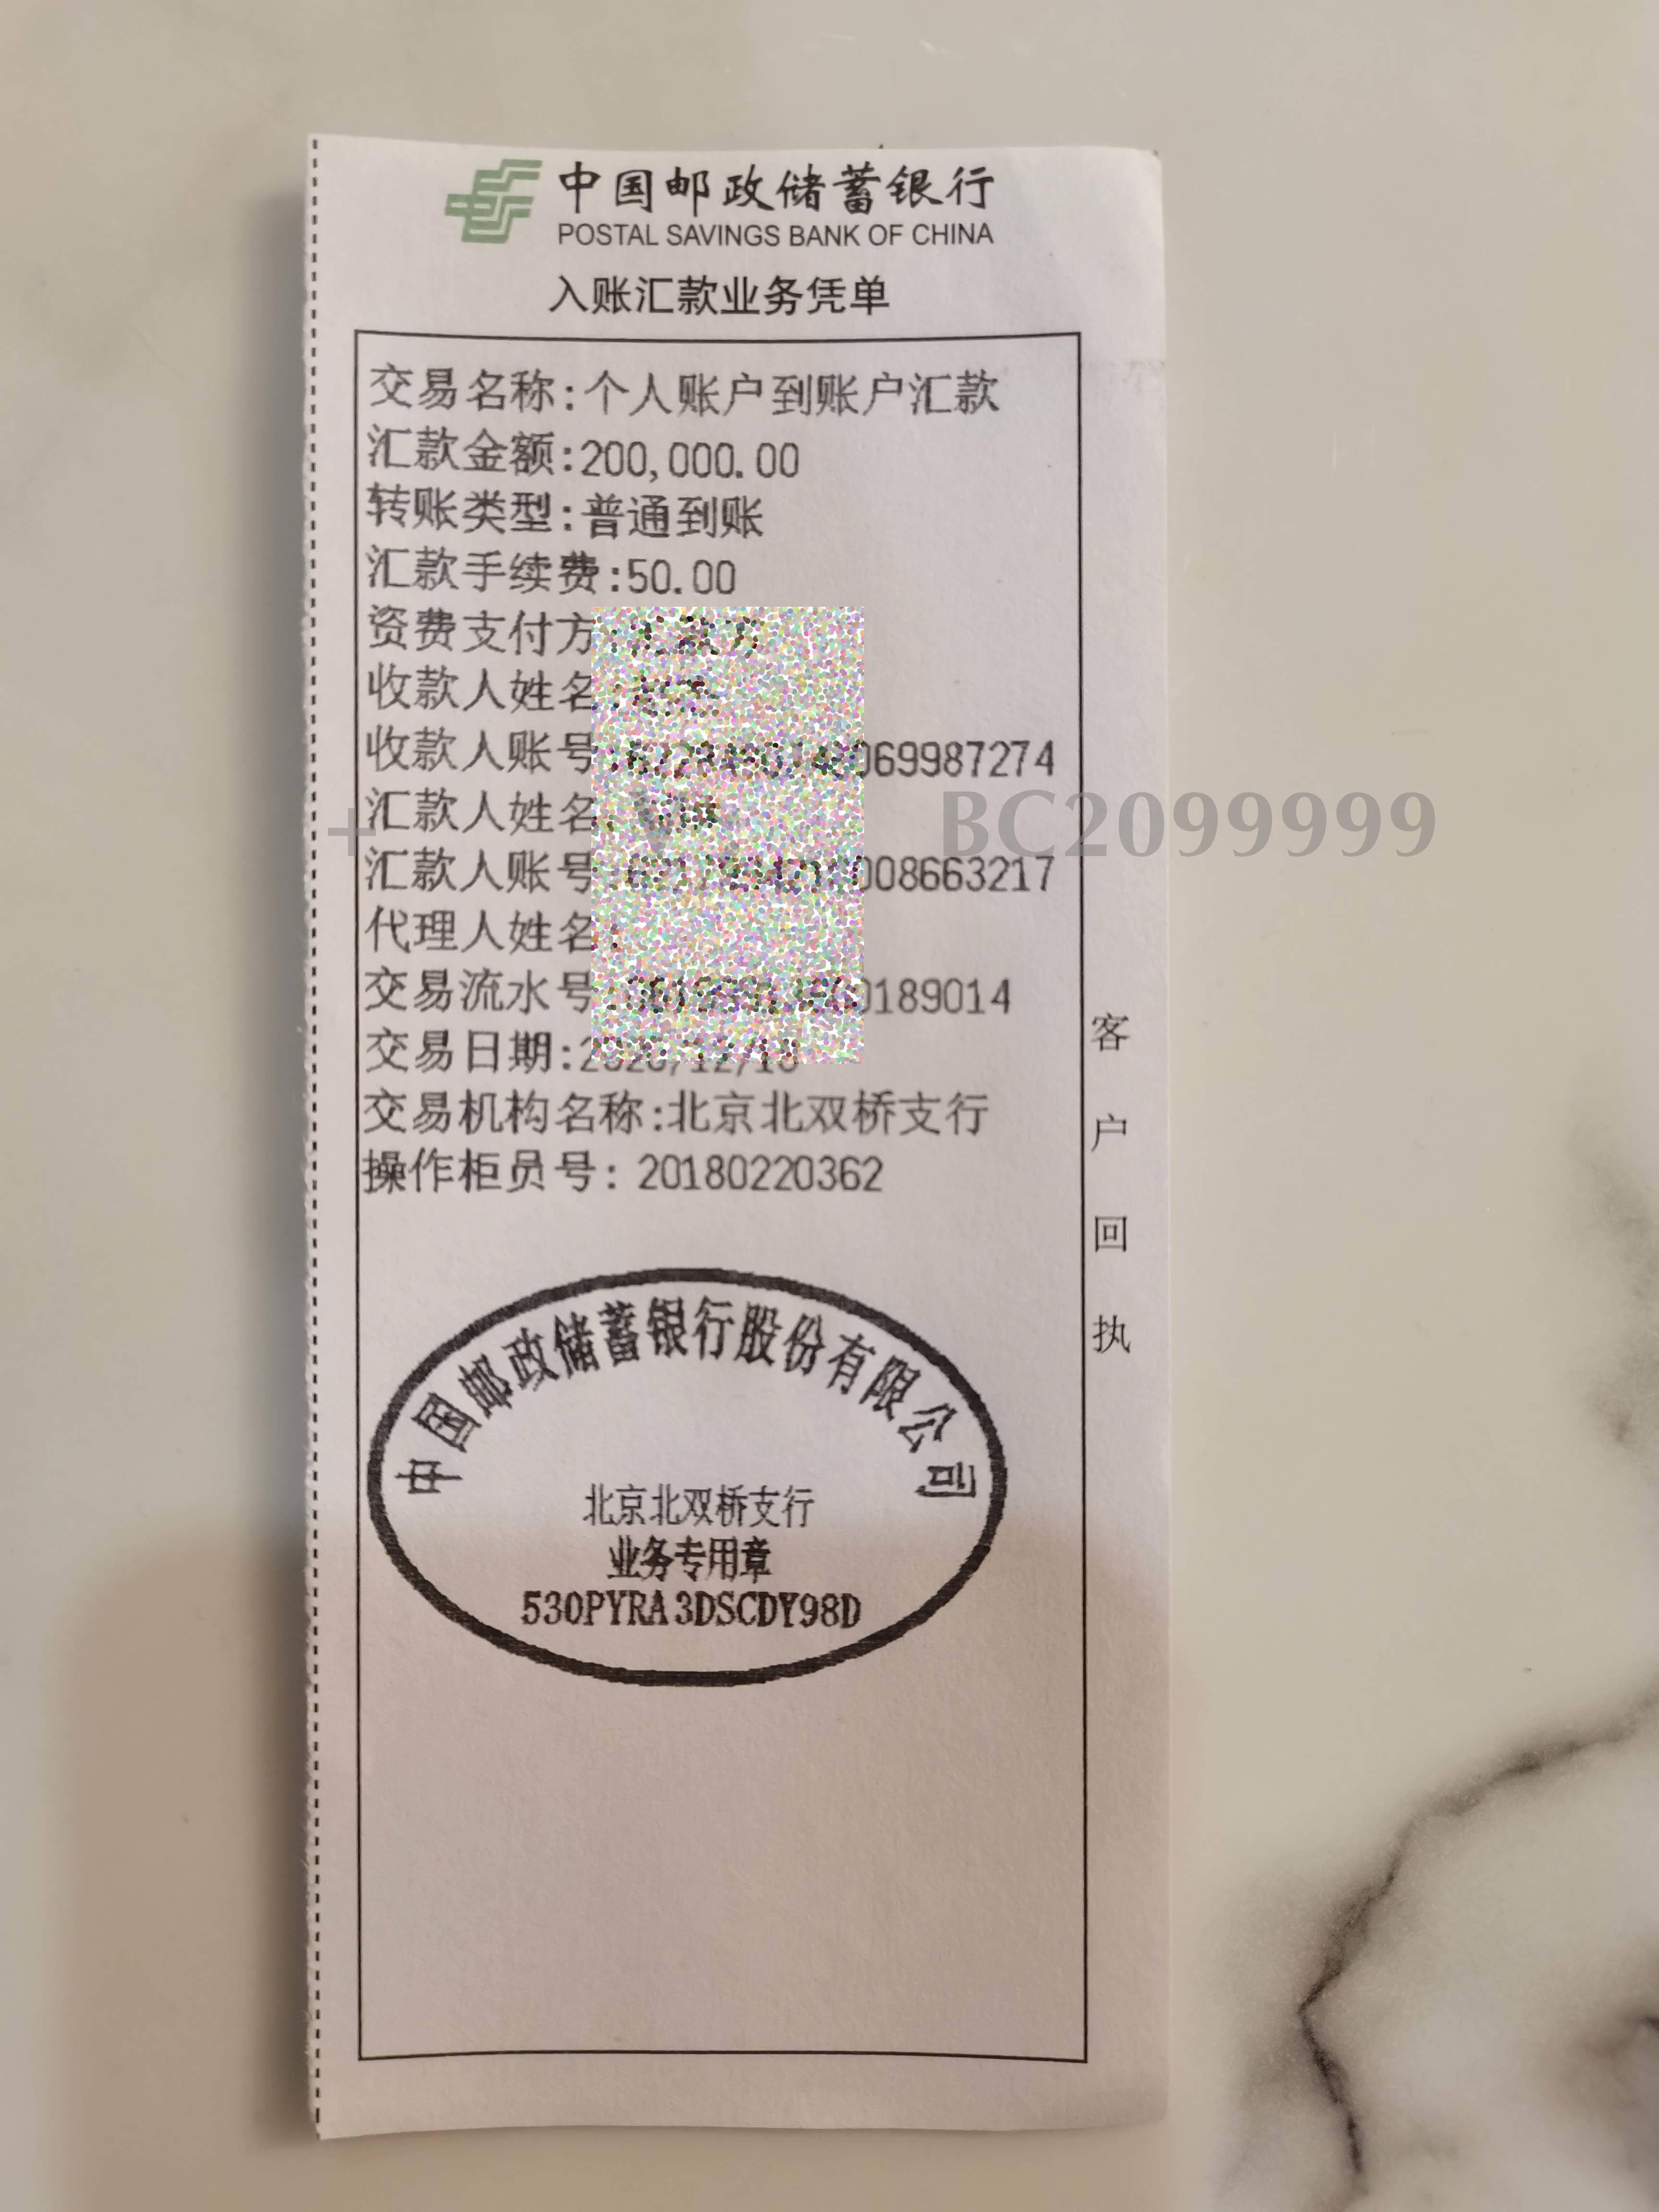 中国邮政储蓄银行
POSTAL SAVINGS BANK OF CHINA
入账汇款业务凭单
交易名称:个人账户到账户汇款
汇款金额:200,000.00
转账类型:普通到账
汇款手续费:50.00
资费支付方
收款人姓名
收款人账号 069987274
汇款人姓名
+ V: BC2099999
汇款人账号 008663217
代理人姓名
交易流水号 0189014
交易日期:
交易机构名称:北京北双桥支行
操作柜员号: 20180220362
客户回执
中国邮政储蓄银行股份有限公司
北京北双桥支行
业务专用章
530PYRA3DSCDY98D